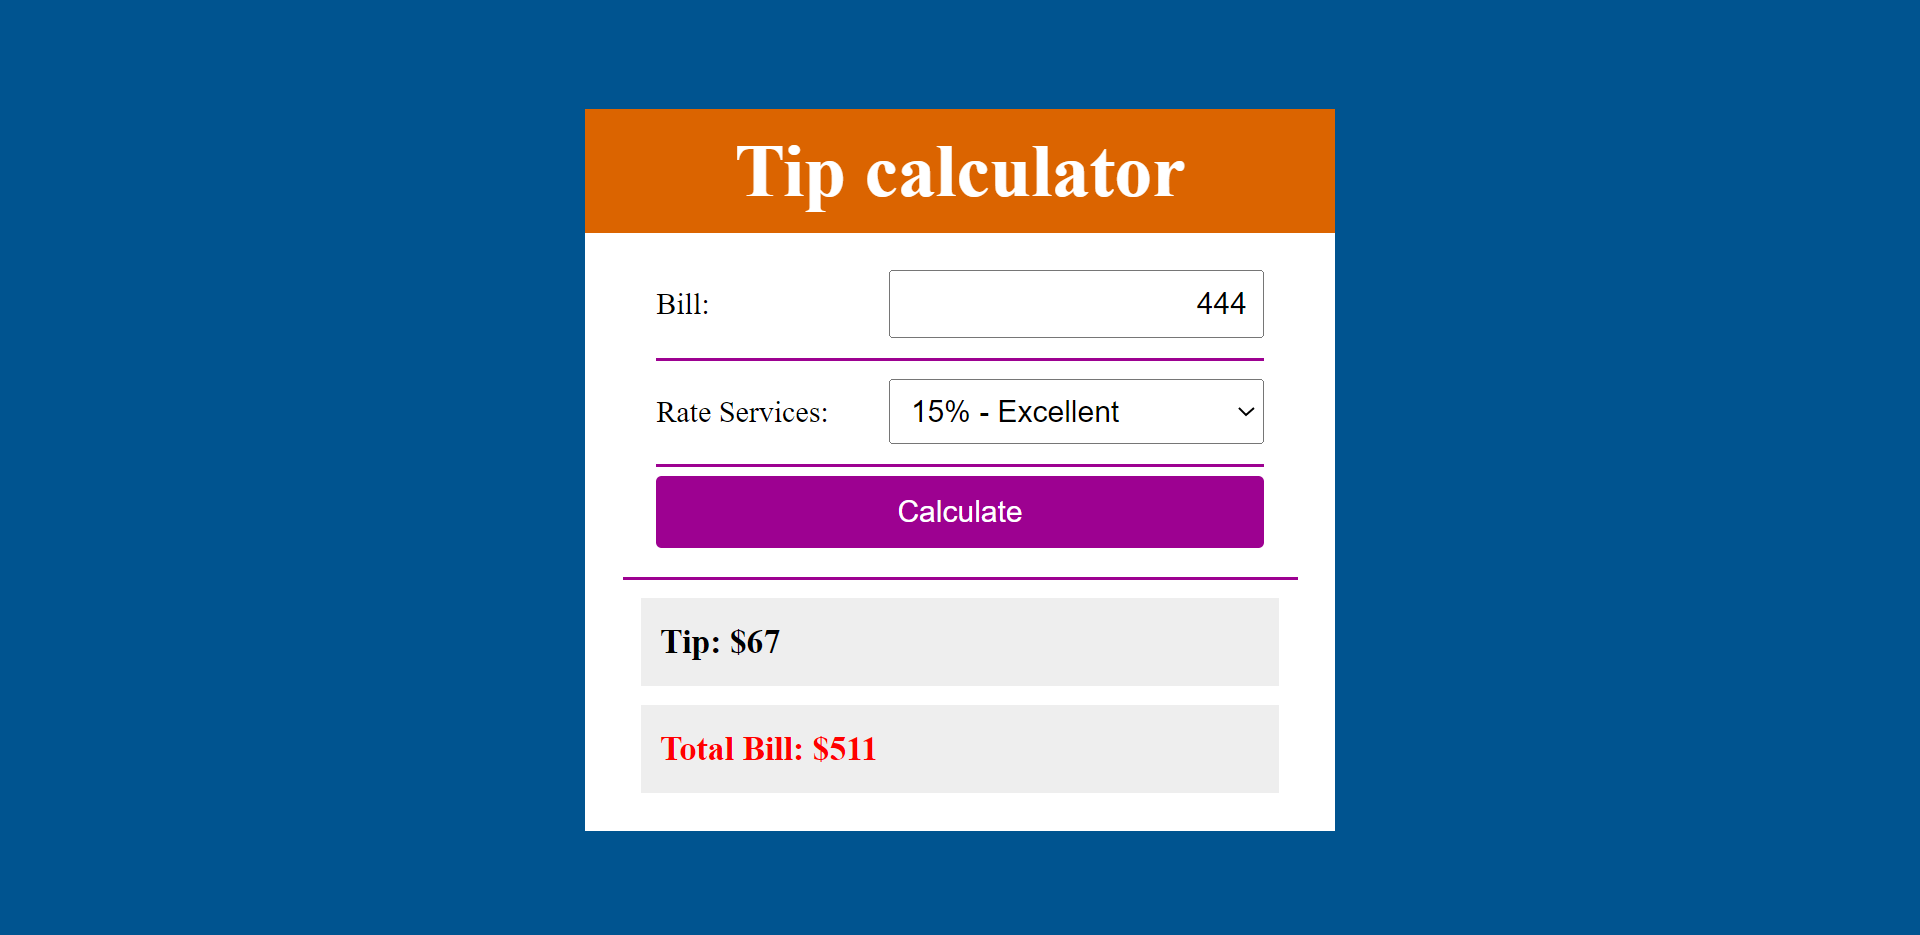 Tip calculator
Bill: 444
Rate Services: 15% - Excellent
Calculate
Tip: $67
Total Bill: $511